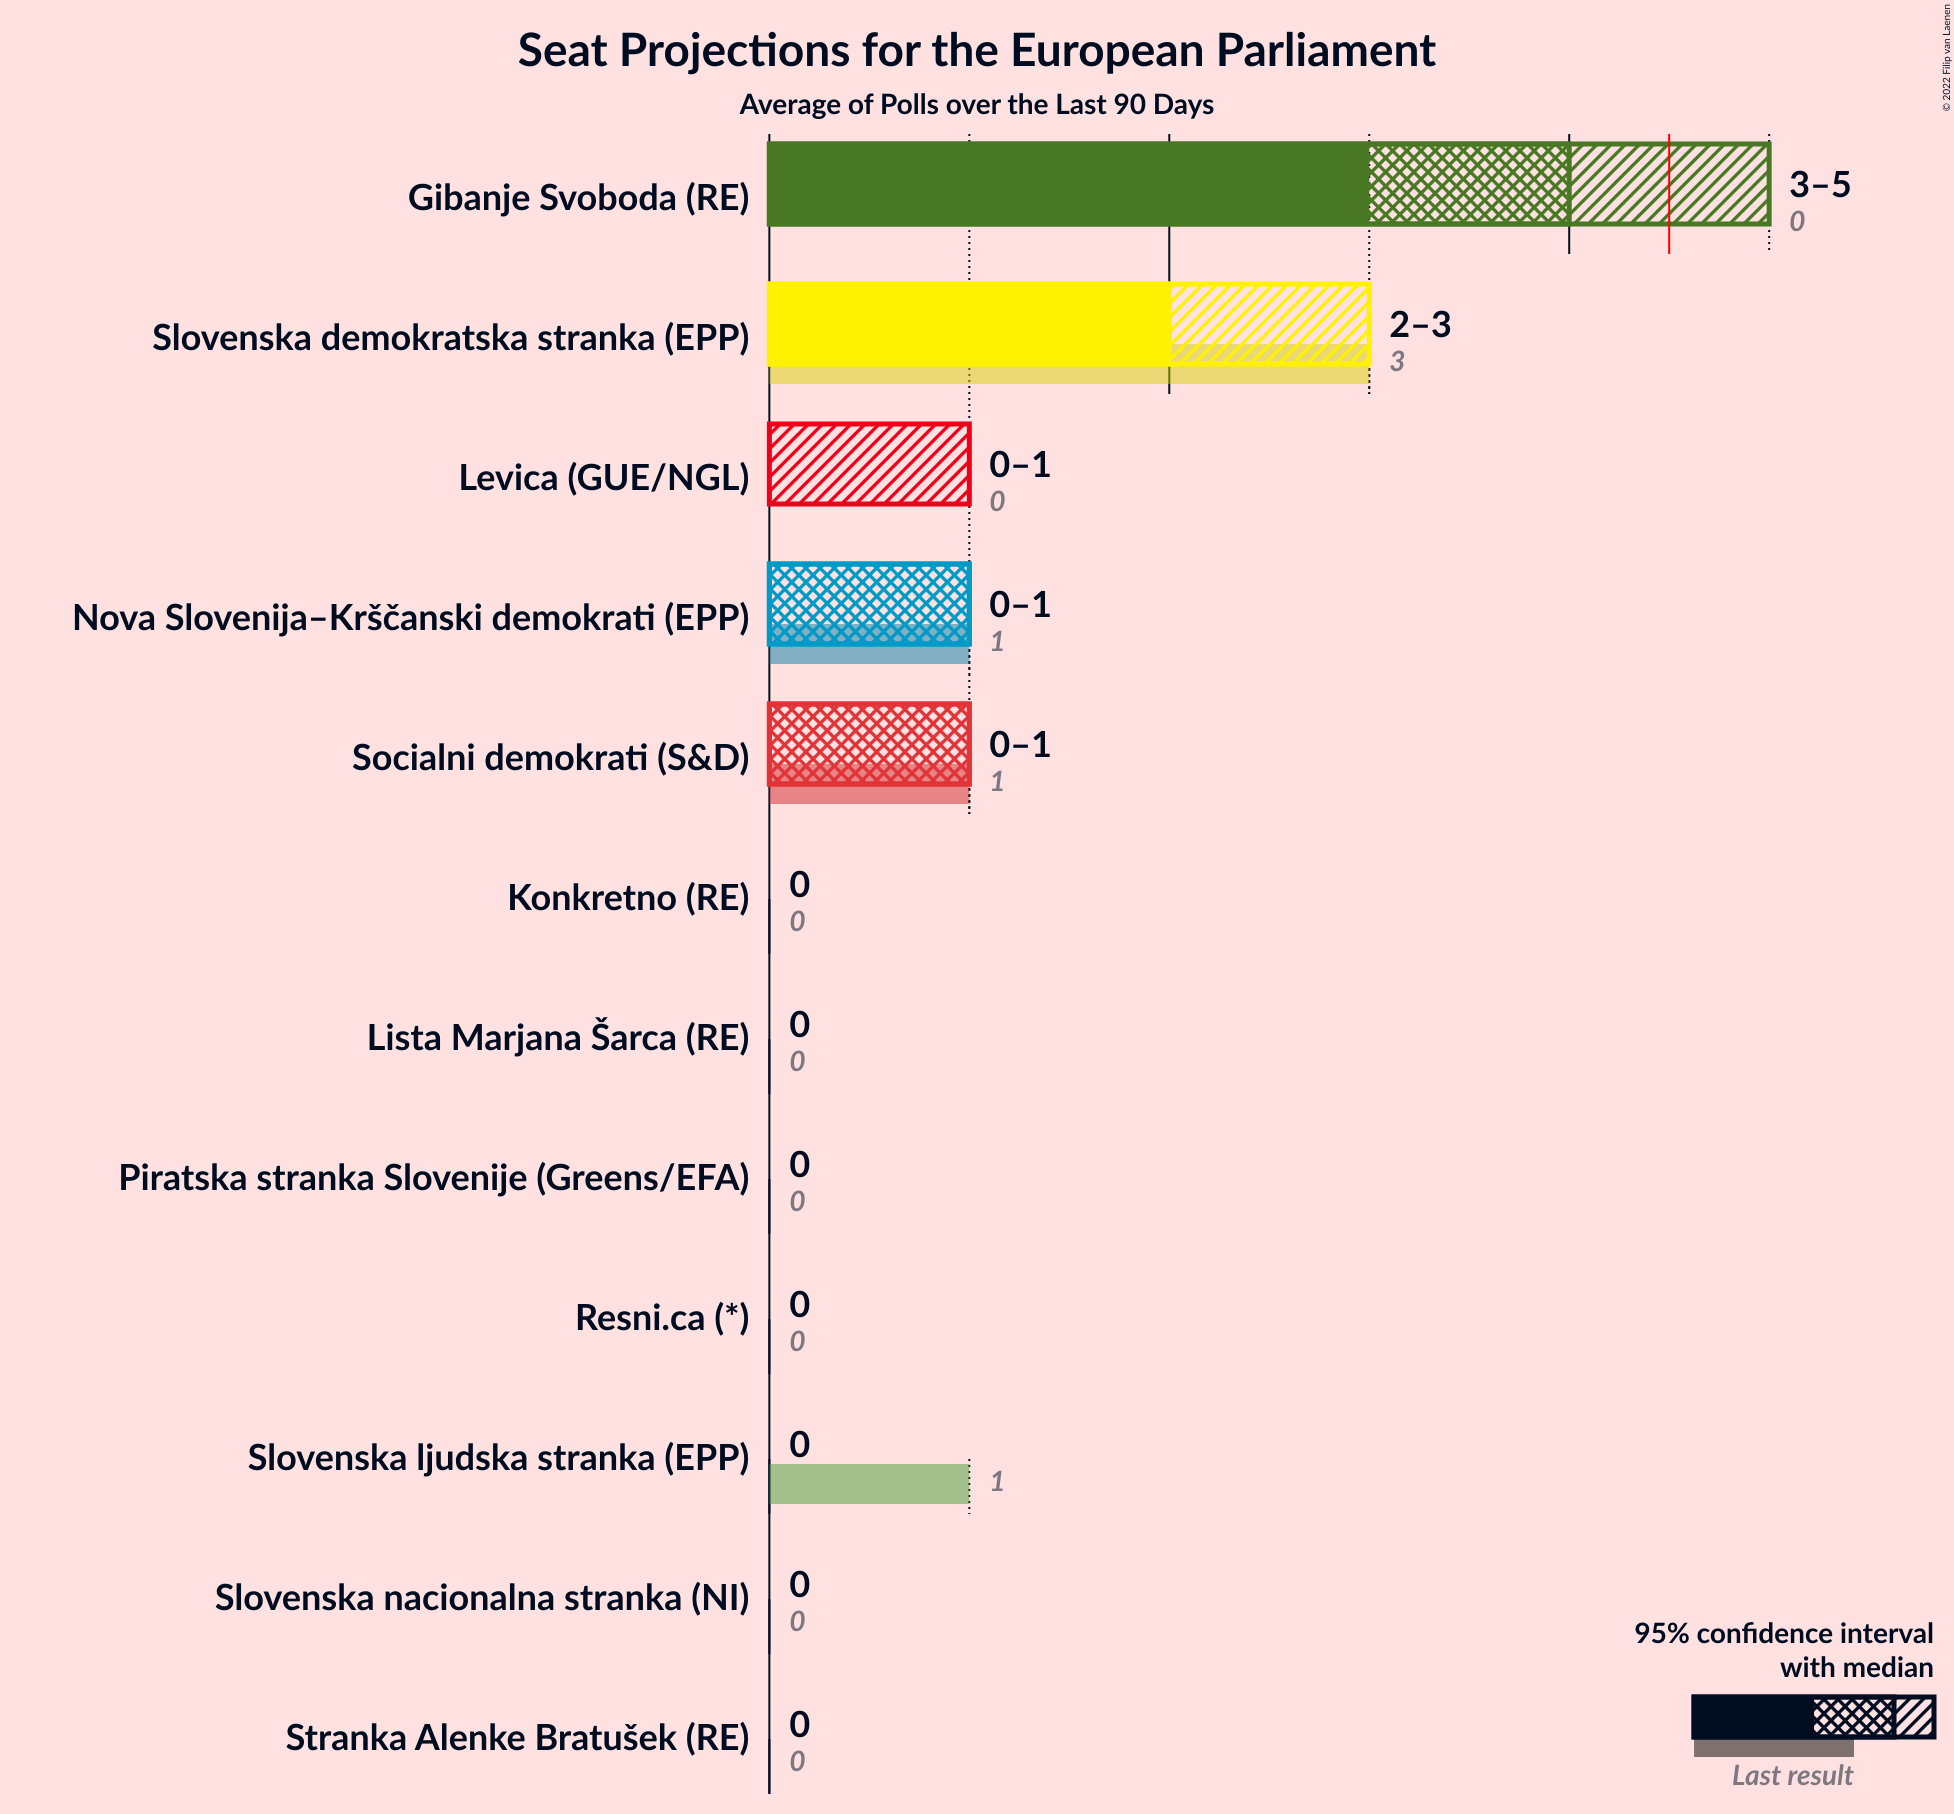 Seat Projections for the European Parliament
Average of Polls over the Last 90 Days
© 2022 Filip van Laenen
Gibanje Svoboda (RE)
3–5
0
Slovenska demokratska stranka (EPP)
2–3
3
Levica (GUE/NGL)
0–1
0
Nova Slovenija–Krščanski demokrati (EPP)
0–1
1
Socialni demokrati (S&D)
0–1
1
Konkretno (RE)
0
0
Lista Marjana Šarca (RE)
0
0
Piratska stranka Slovenije (Greens/EFA)
0
0
Resni.ca (*)
0
0
Slovenska ljudska stranka (EPP)
0
1
Slovenska nacionalna stranka (NI)
0
0
Stranka Alenke Bratušek (RE)
0
0
95% confidence interval
with median
Last result